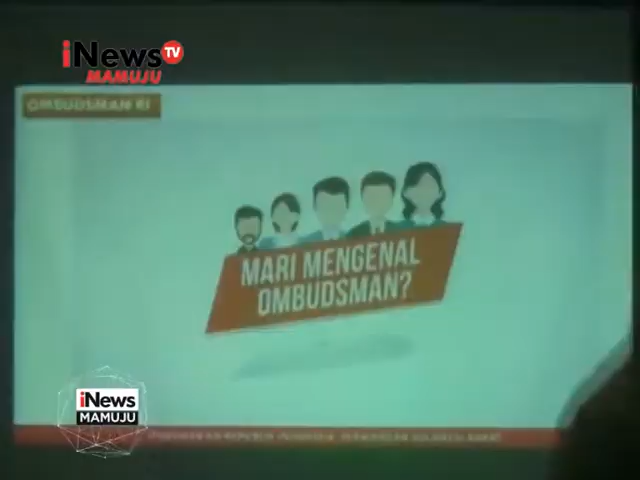 iNews TV
MAMUJU
OMBUDSMAN RI
MARI MENGENAL
OMBUDSMAN?
iNews
MAMUJU